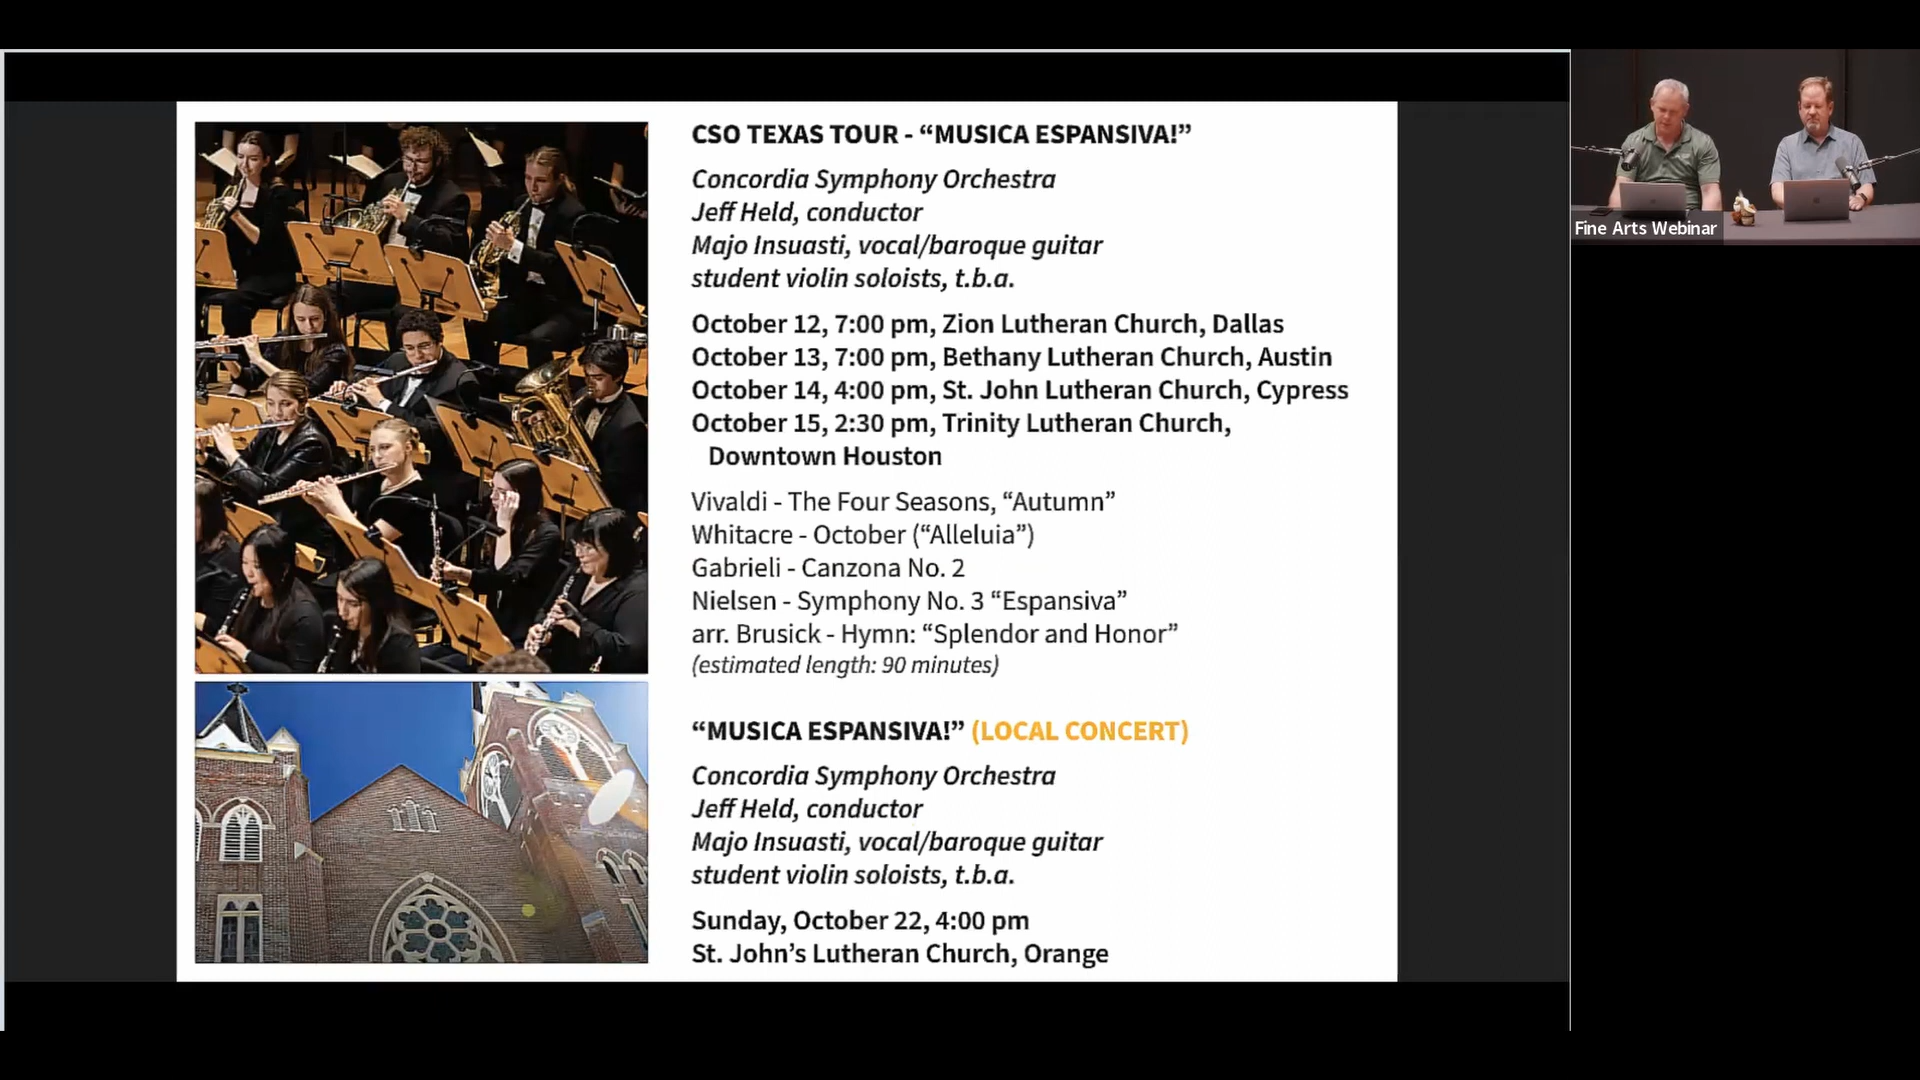 CSO TEXAS TOUR - “MUSICA ESPANSIVA!”
Concordia Symphony Orchestra
Jeff Held, conductor
Majo Insuasti, vocal/baroque guitar
student violin soloists, t.b.a.
October 12, 7:00 pm, Zion Lutheran Church, Dallas
October 13, 7:00 pm, Bethany Lutheran Church, Austin
October 14, 4:00 pm, St. John Lutheran Church, Cypress
October 15, 2:30 pm, Trinity Lutheran Church,
Downtown Houston
Vivaldi - The Four Seasons, “Autumn”
Whitacre - October (“Alleluia”)
Gabrieli - Canzona No. 2
Nielsen - Symphony No. 3 “Espansiva”
arr. Brusick - Hymn: “Splendor and Honor”
(estimated length: 90 minutes)
“MUSICA ESPANSIVA!” (LOCAL CONCERT)
Concordia Symphony Orchestra
Jeff Held, conductor
Majo Insuasti, vocal/baroque guitar
student violin soloists, t.b.a.
Sunday, October 22, 4:00 pm
St. John’s Lutheran Church, Orange
Fine Arts Webinar